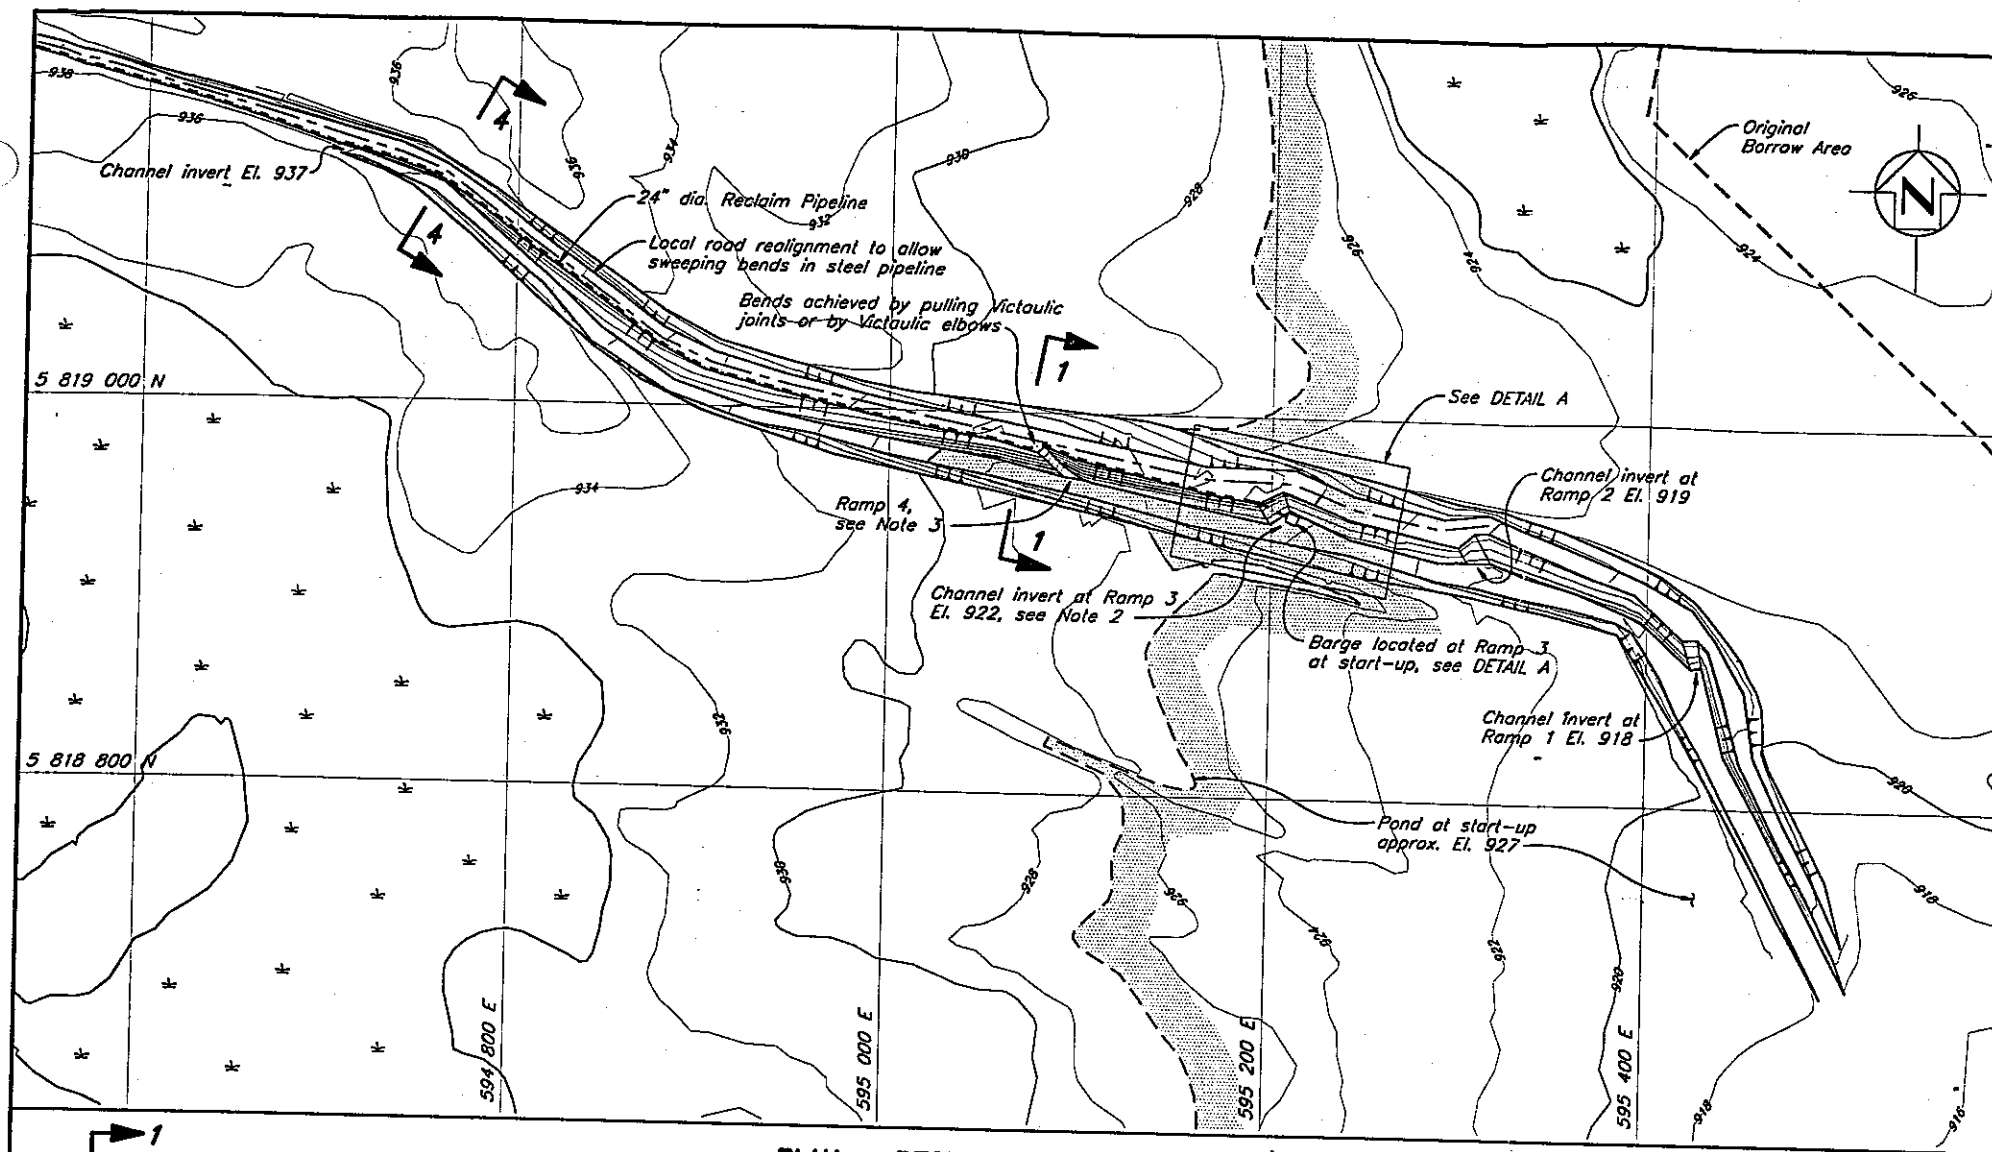 938
936
936
926
934
930
932
928
926
924
924
926
Original
Borrow Area
N
4
4
Channel invert El. 937
24" dia. Reclaim Pipeline
Local road realignment to allow
sweeping bends in steel pipeline
Bends achieved by pulling Victaulic
joints or by Victaulic elbows
1
5 819 000 N
See DETAIL A
934
Channel invert at
Ramp 2 El. 919
Ramp 4,
see Note 3
1
Channel invert at Ramp 3
El. 922, see Note 2
Barge located at Ramp 3
at start-up, see DETAIL A
932
Channel invert at
Ramp 1 El. 918
5 818 800 N
920
Pond at start-up
approx. El. 927
930
928
926
924
922
920
918
918
916
594 800 E
595 000 E
595 200 E
595 400 E
1